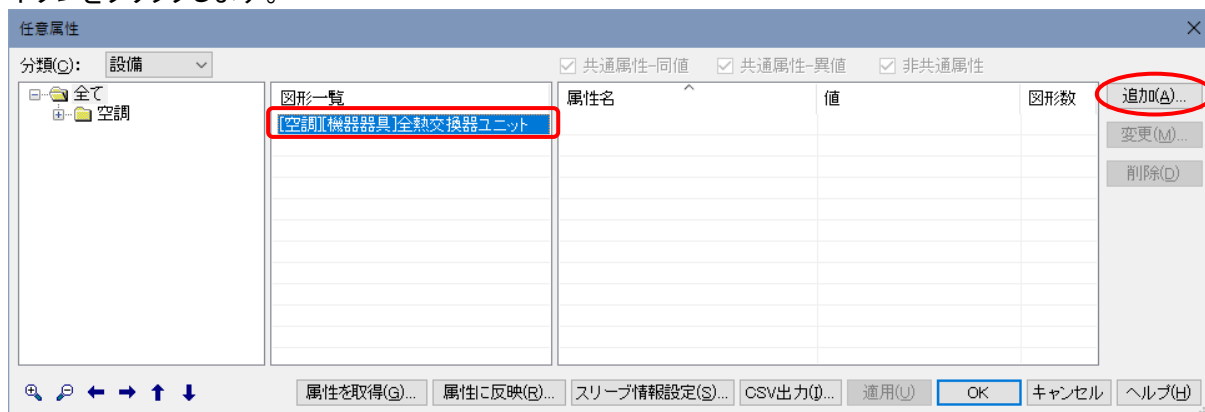 任意属性
分類(C): 設備
共通属性-同値 共通属性-異値 非共通属性
全て
空調
図形一覧
[空調][機器器具]全熱交換器ユニット
属性名 値 図形数
追加(A)...
変更(M)...
削除(D)
属性を取得(G)... 属性に反映(R)... スリーブ情報設定(S)... CSV出力(I)... 適用(U) OK キャンセル ヘルプ(H)